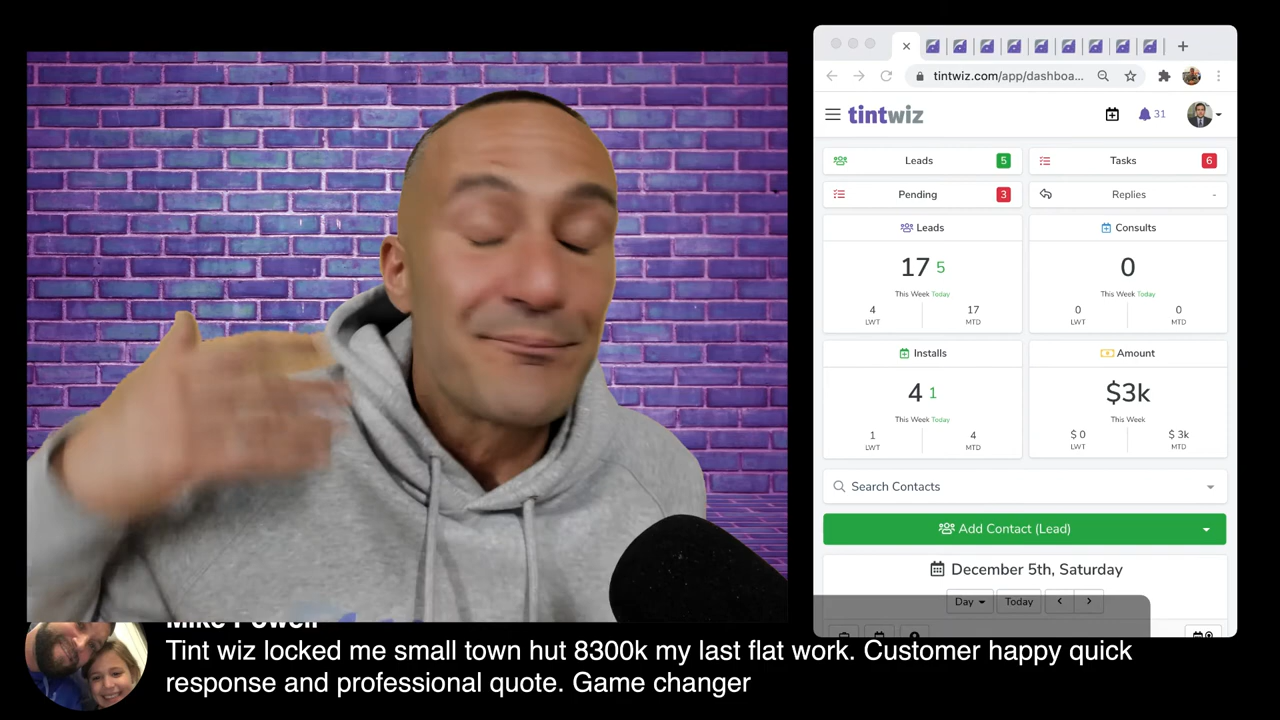 tintwiz.com/app/dashboa...
tintwiz
31
Leads 5
Tasks 6
Pending 3
Replies -
Leads
17 5
This Week Today
4 17
LWT MTD
Consults
0
This Week Today
0 0
LWT MTD
Installs
4 1
This Week Today
1 4
LWT MTD
Amount
$3k
This Week
$ 0 $ 3k
LWT MTD
Search Contacts
Add Contact (Lead)
December 5th, Saturday
Day Today < >
Mike Powell
Tint wiz locked me small town hut 8300k my last flat work. Customer happy quick
response and professional quote. Game changer